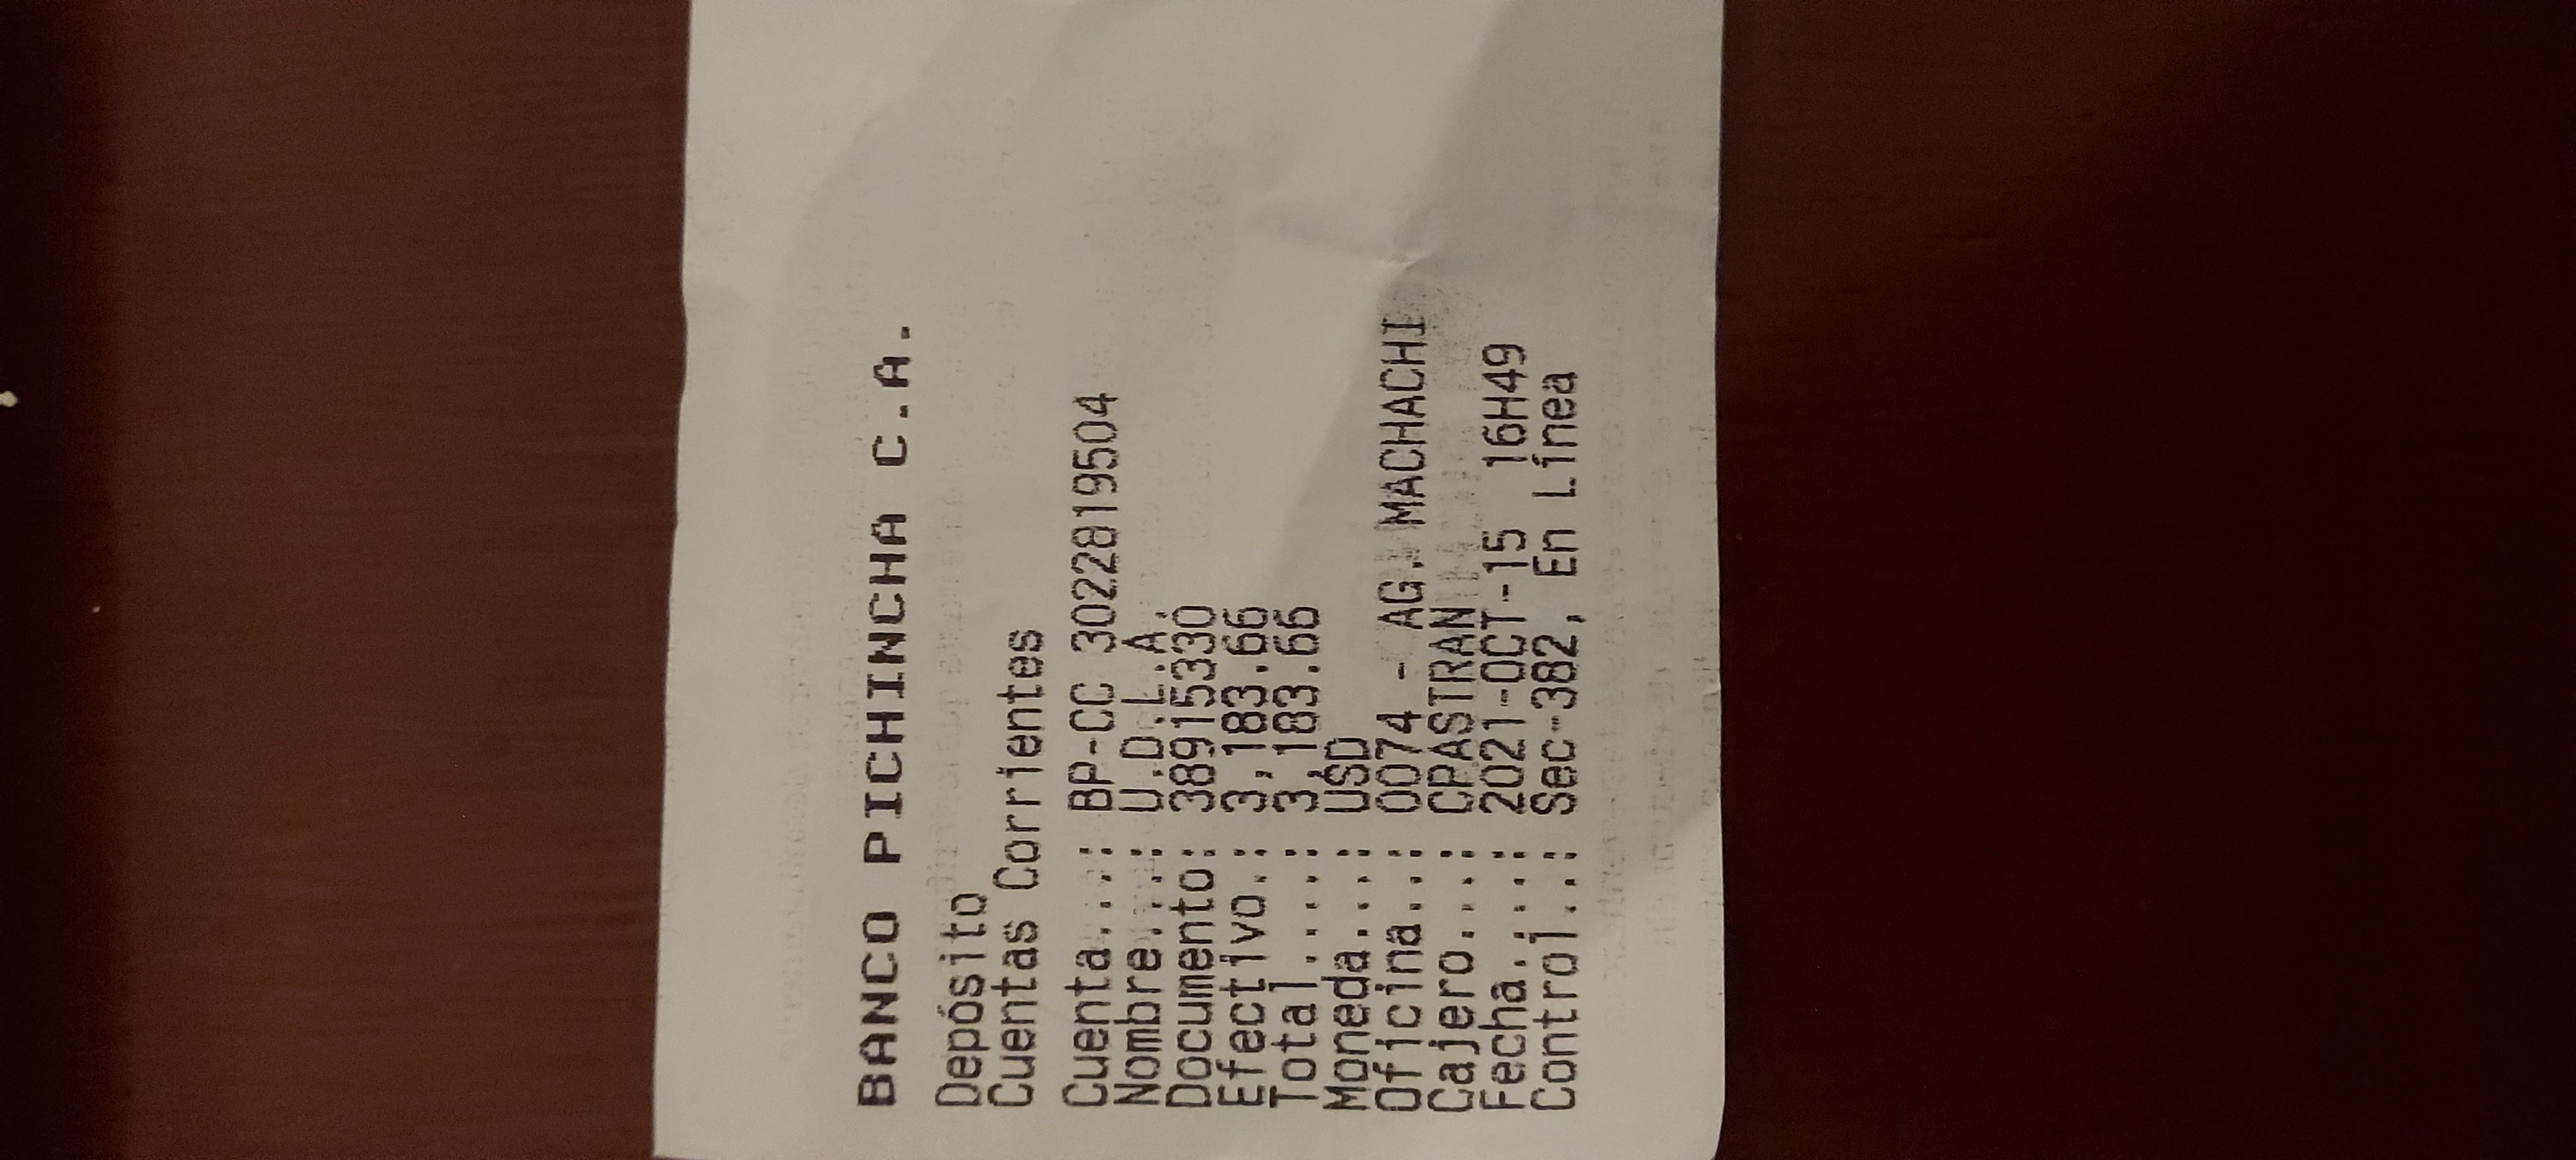 BANCO PICHINCHA C.A.
Depósito
Cuentas Corrientes
Cuenta....: BP-CC 3022819504
Nombre....: U.D.L.A.
Documento: 389153330
Efectivo.: 3,183.66
Total.....: 3,183.66
Moneda....: USD
Oficina...: 0074 - AG. MACHACHI
Cajero....: CPASTRAN
Fecha.....: 2021-OCT-15 16H49
Control..: Sec-382, En Línea